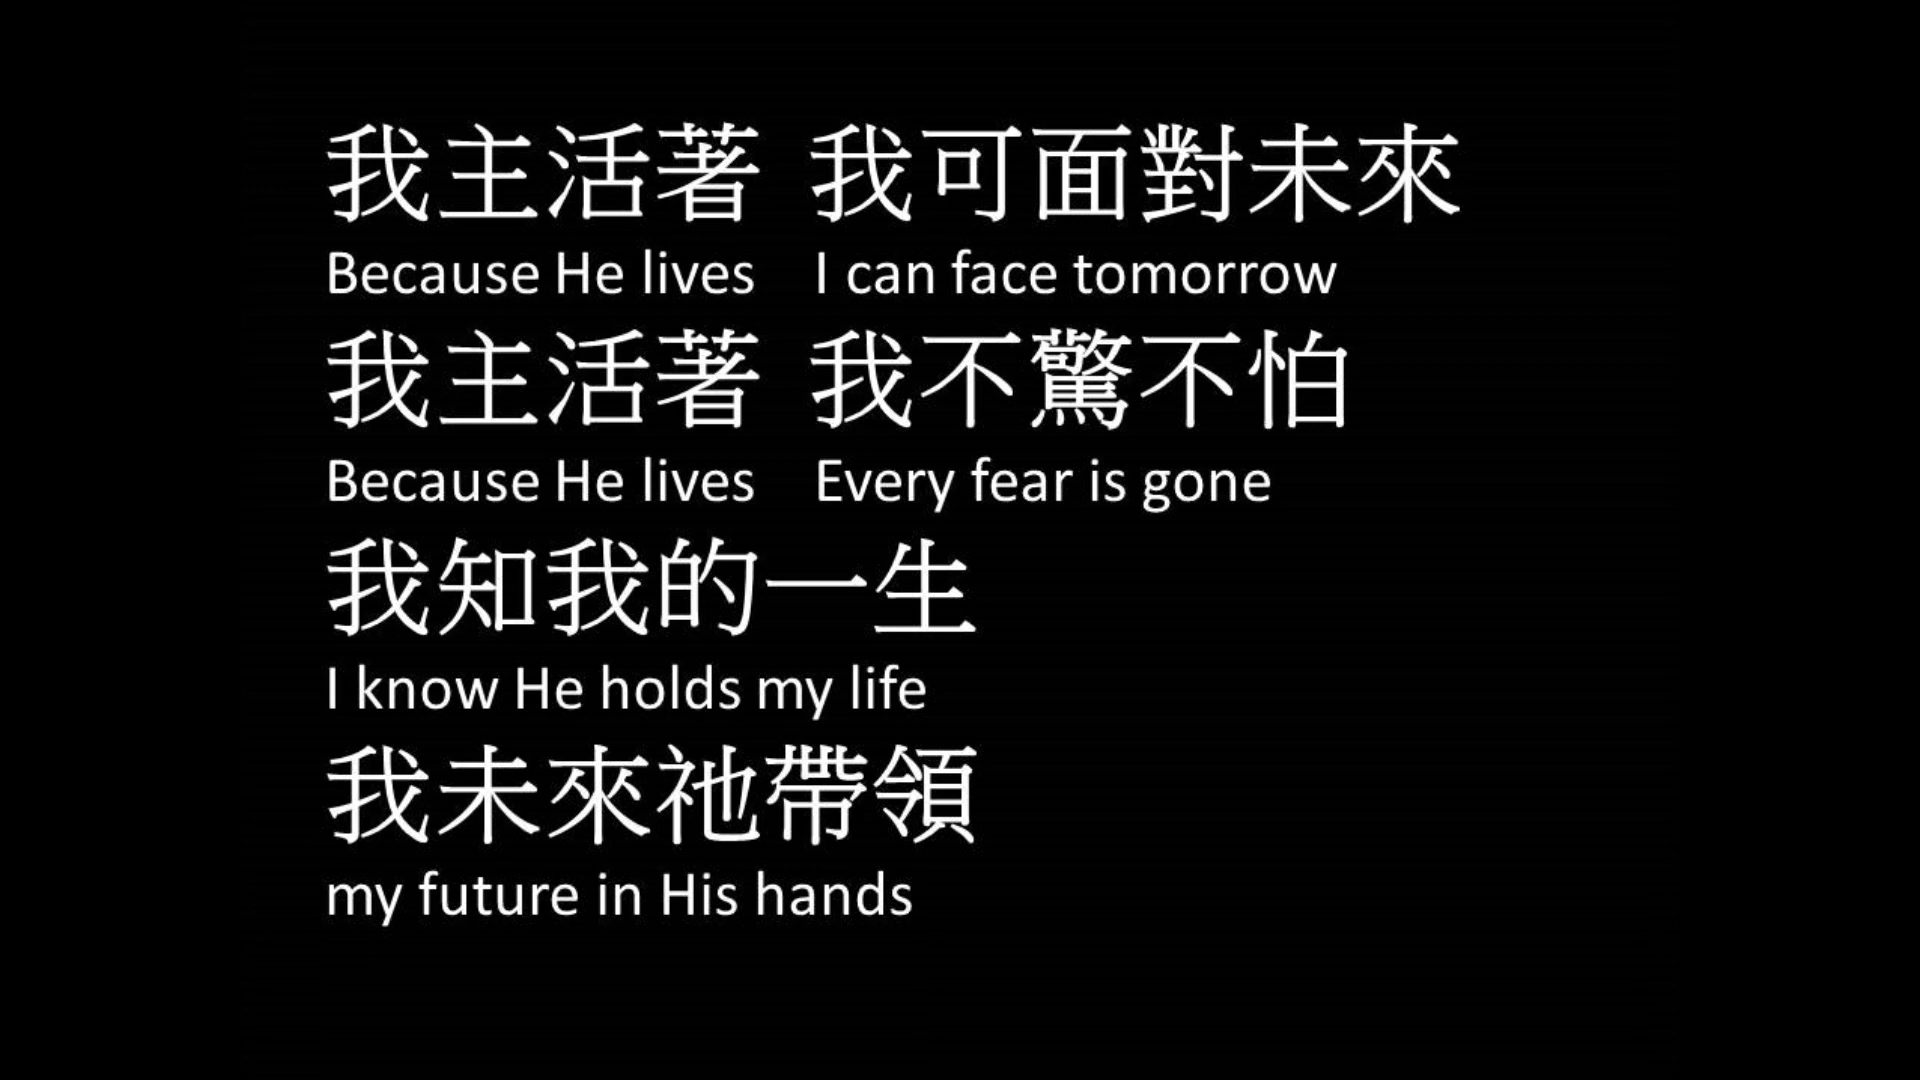 我主活著 我可面對未來
Because He lives I can face tomorrow
我主活著 我不驚不怕
Because He lives Every fear is gone
我知我的一生
I know He holds my life
我未來祂帶領
my future in His hands